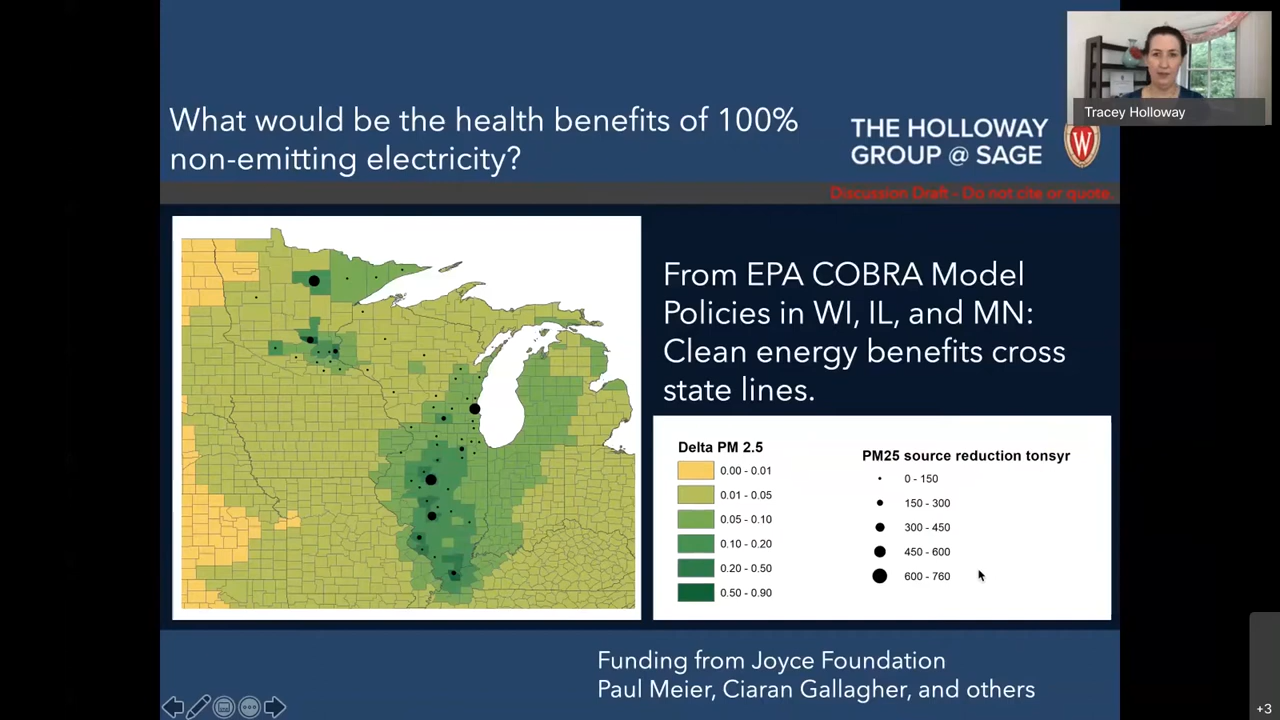 Tracey Holloway
What would be the health benefits of 100%
non-emitting electricity?
THE HOLLOWAY
GROUP @ SAGE
W
Discussion Draft - Do not cite or quote.
From EPA COBRA Model
Policies in WI, IL, and MN:
Clean energy benefits cross
state lines.
Delta PM 2.5
0.00 - 0.01
0.01 - 0.05
0.05 - 0.10
0.10 - 0.20
0.20 - 0.50
0.50 - 0.90
PM25 source reduction tonsyr
0 - 150
150 - 300
300 - 450
450 - 600
600 - 760
Funding from Joyce Foundation
Paul Meier, Ciaran Gallagher, and others
+3